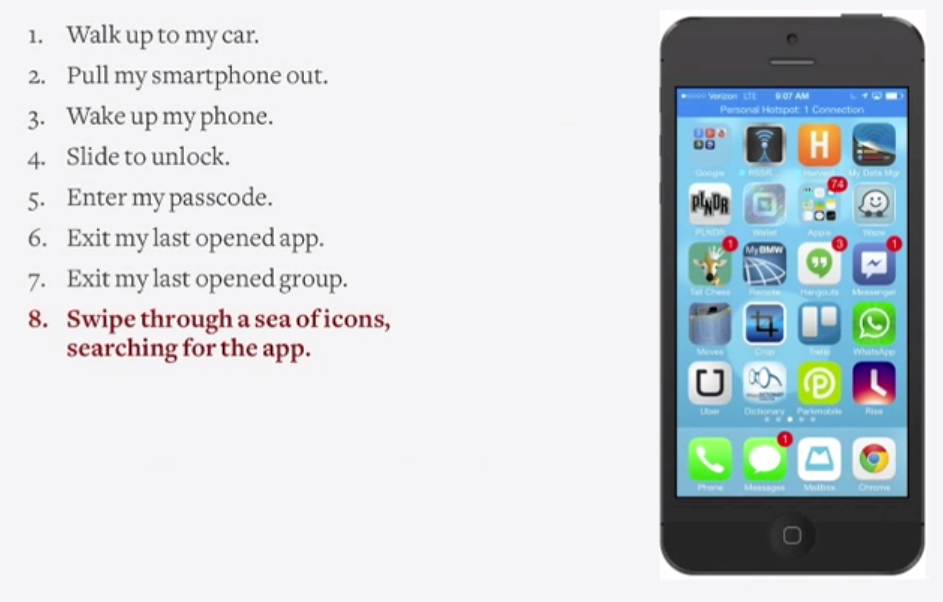 1. Walk up to my car.
2. Pull my smartphone out.
3. Wake up my phone.
4. Slide to unlock.
5. Enter my passcode.
6. Exit my last opened app.
7. Exit my last opened group.
8. Swipe through a sea of icons,
searching for the app.
Verizon LTE 9:07 AM
Personal Hotspot: 1 Connection
H
Google RSSR Harvest My Data Mgr
74
PLNDR
PLNDR Wallet Apple Waze
1 MyBMW 3 1
Tail Chase Remote Hangouts Messenger
Moves Crop Trello WhatsApp
Uber Dictionary Parkmobile Rise
1
Phone Messages Mailbox Chrome